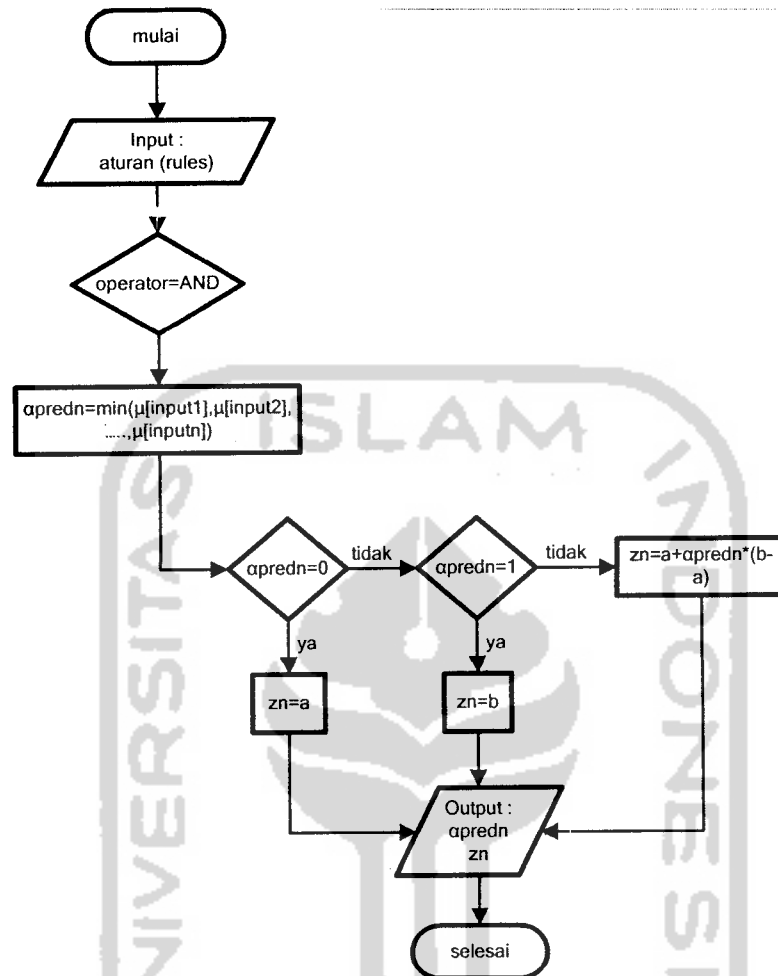 mulai
Input :
aturan (rules)
operator=AND
αpredn=min(μ[input1],μ[input2],
.....,μ[inputn])
αpredn=0
tidak
αpredn=1
tidak
zn=a+αpredn*(b-
a)
ya
ya
zn=a
zn=b
Output :
αpredn
zn
selesai
UNIVERSITAS
ISLAM
INDONESIA